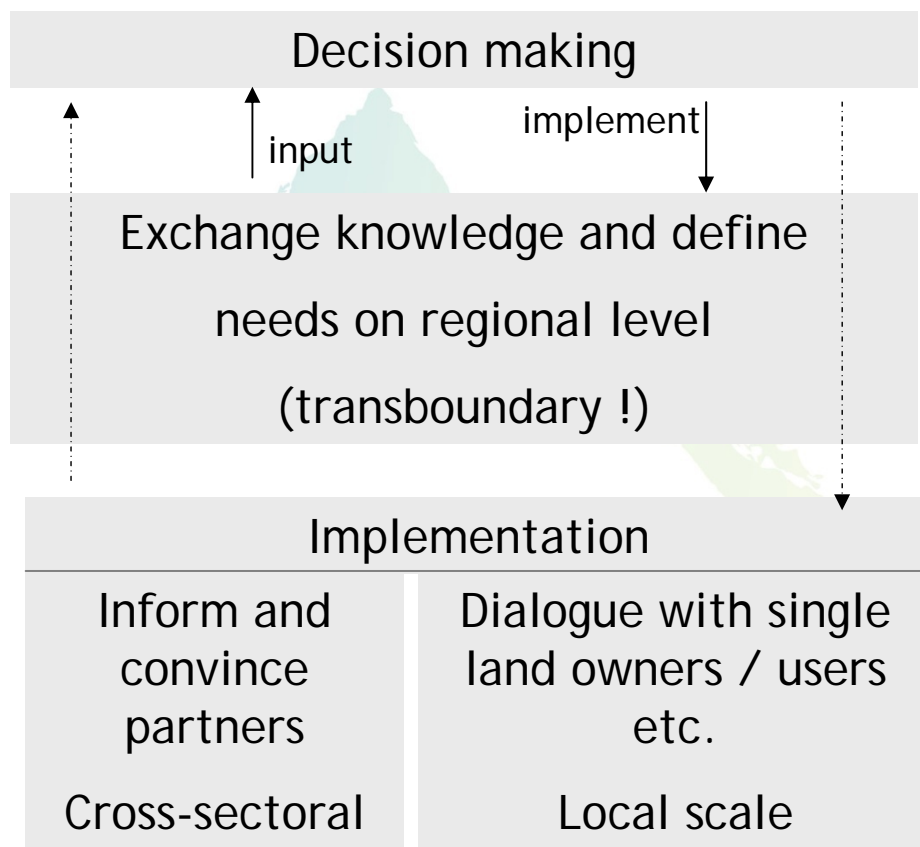 Decision making
input
implement
Exchange knowledge and define
needs on regional level
(transboundary !)
Implementation
Inform and
convince
partners
Cross-sectoral
Dialogue with single
land owners / users
etc.
Local scale